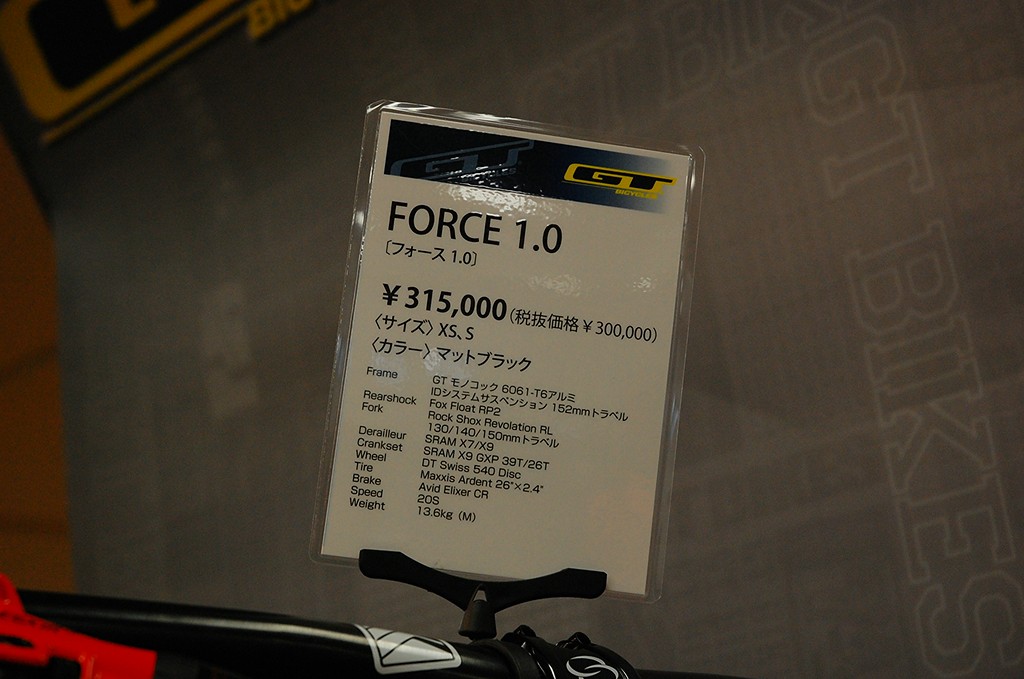 GT
BICYCLES
FORCE 1.0
〔フォース 1.0〕
¥315,000(税抜価格¥300,000)
〈サイズ〉XS、S
〈カラー〉マットブラック
Frame GT モノコック 6061-T6アルミ
IDシステムサスペンション 152mmトラベル
Rearshock Fox Float RP2
Fork Rock Shox Revolation RL
130/140/150mmトラベル
Derailleur SRAM X7/X9
Crankset SRAM X9 GXP 39T/26T
Wheel DT Swiss 540 Disc
Tire Maxxis Ardent 26"×2.4"
Brake Avid Elixer CR
Speed 20S
Weight 13.6kg (M)
GT BIKES